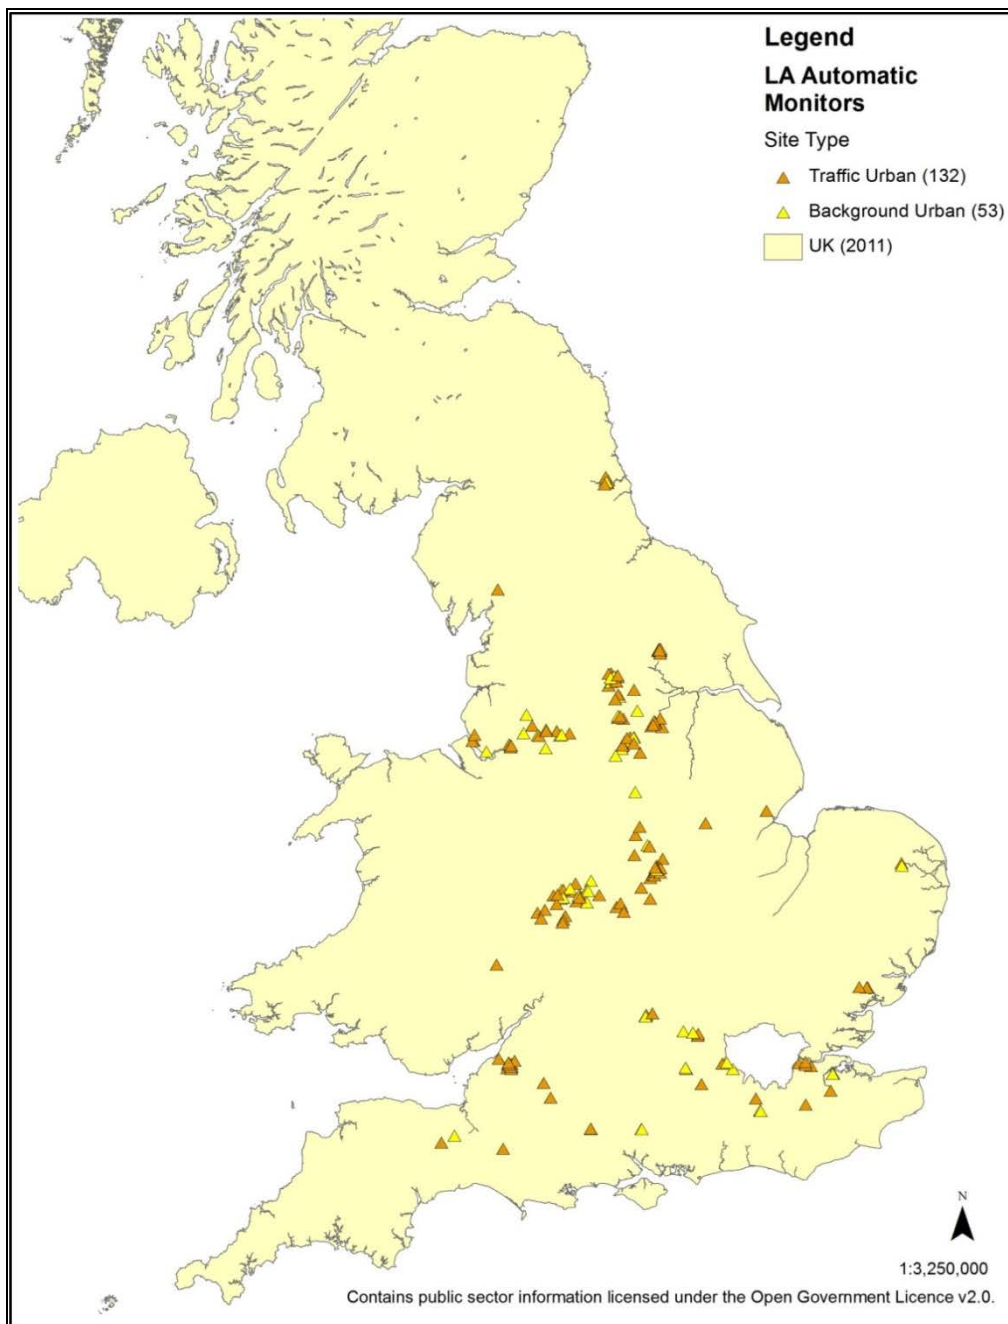 Legend
LA Automatic
Monitors
Site Type
Traffic Urban (132)
Background Urban (53)
UK (2011)
N
1:3,250,000
Contains public sector information licensed under the Open Government Licence v2.0.